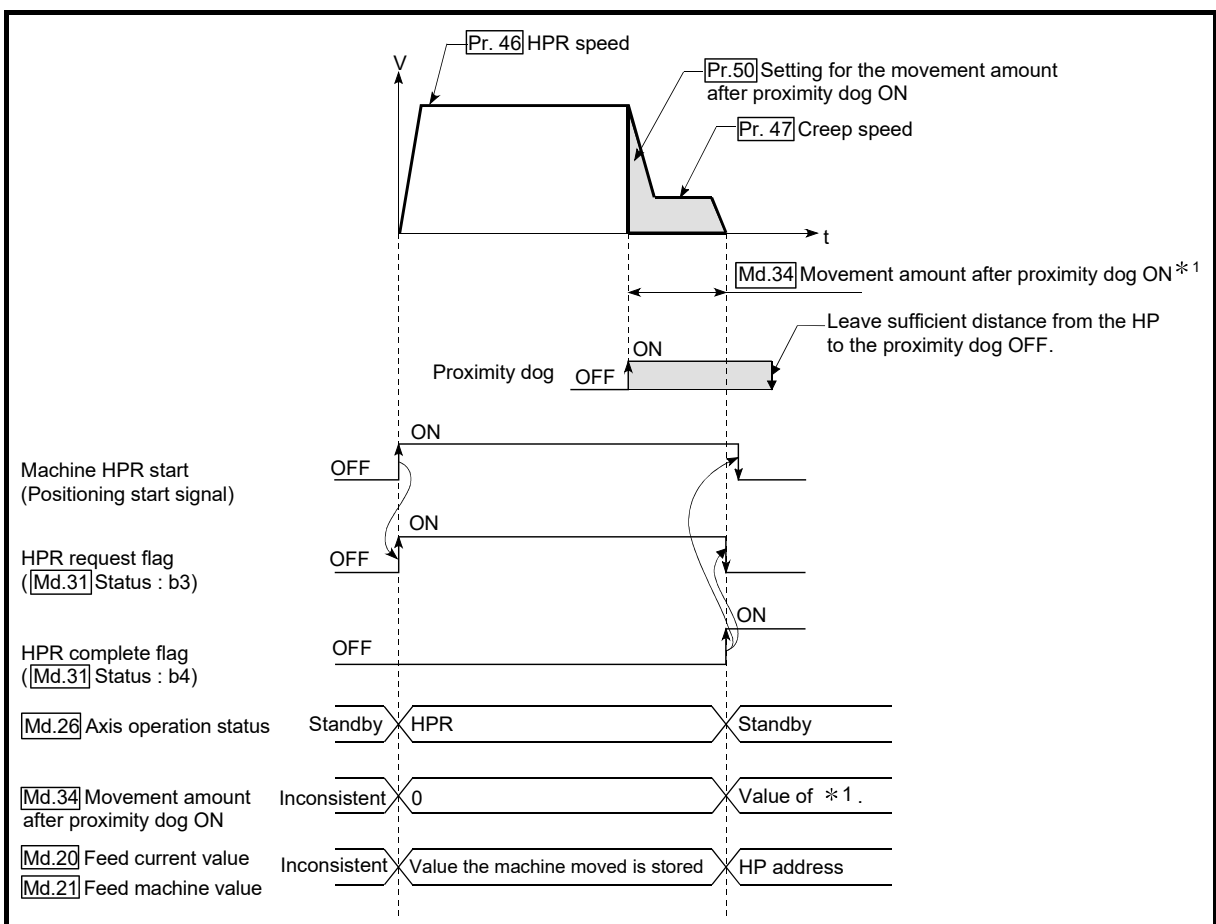 Pr. 46 HPR speed
V
Pr.50 Setting for the movement amount
after proximity dog ON
Pr. 47 Creep speed
t
Md.34 Movement amount after proximity dog ON*1
Leave sufficient distance from the HP
to the proximity dog OFF.
ON
Proximity dog OFF
ON
Machine HPR start
(Positioning start signal)
OFF
ON
HPR request flag
(Md.31 Status : b3)
OFF
ON
HPR complete flag
(Md.31 Status : b4)
OFF
Md.26 Axis operation status Standby HPR Standby
Md.34 Movement amount
after proximity dog ON
Inconsistent 0 Value of *1.
Md.20 Feed current value
Md.21 Feed machine value
Inconsistent Value the machine moved is stored HP address